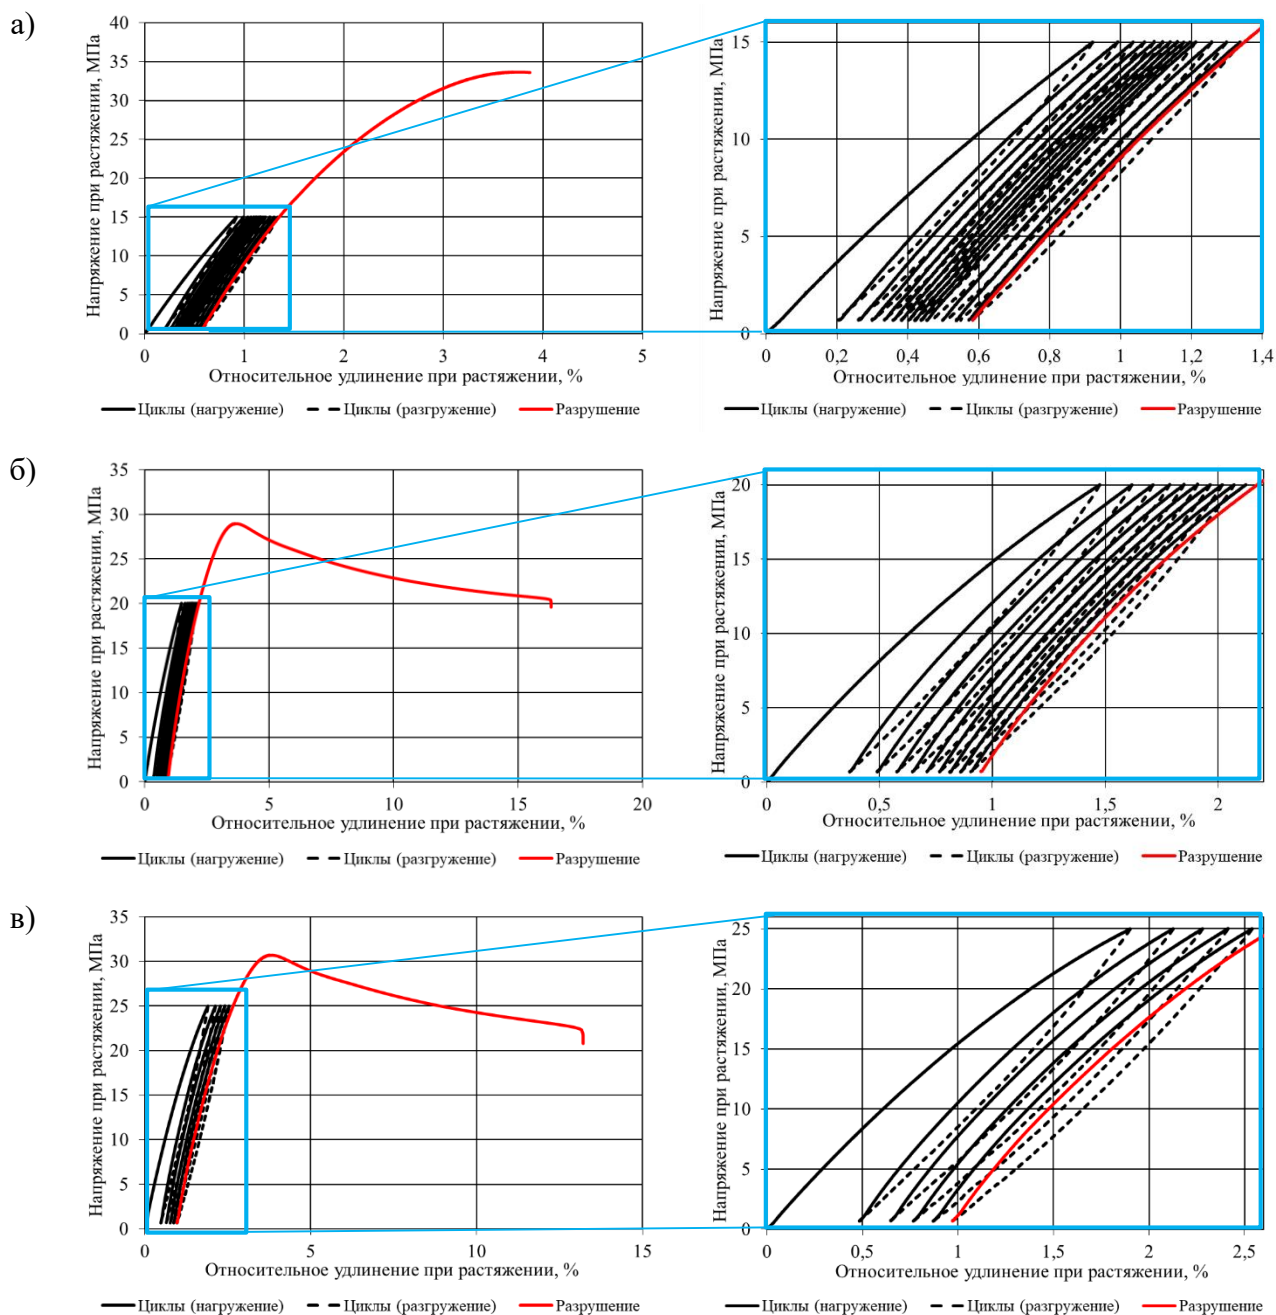 а)
Напряжение при растяжении, МПа
40
35
30
25
20
15
10
5
0
0 1 2 3 4 5
Относительное удлинение при растяжении, %
Циклы (нагружение) Циклы (разгружение) Разрушение
Напряжение при растяжении, МПа
15
10
5
0
0 0,2 0,4 0,6 0,8 1 1,2 1,4
Относительное удлинение при растяжении, %
Циклы (нагружение) Циклы (разгружение) Разрушение
б)
Напряжение при растяжении, МПа
35
30
25
20
15
10
5
0
0 5 10 15 20
Относительное удлинение при растяжении, %
Циклы (нагружение) Циклы (разгружение) Разрушение
Напряжение при растяжении, МПа
20
15
10
5
0
0 0,5 1 1,5 2
Относительное удлинение при растяжении, %
Циклы (нагружение) Циклы (разгружение) Разрушение
в)
Напряжение при растяжении, МПа
35
30
25
20
15
10
5
0
0 5 10 15
Относительное удлинение при растяжении, %
Циклы (нагружение) Циклы (разгружение) Разрушение
Напряжение при растяжении, МПа
25
20
15
10
5
0
0 0,5 1 1,5 2 2,5
Относительное удлинение при растяжении, %
Циклы (нагружение) Циклы (разгружение) Разрушение